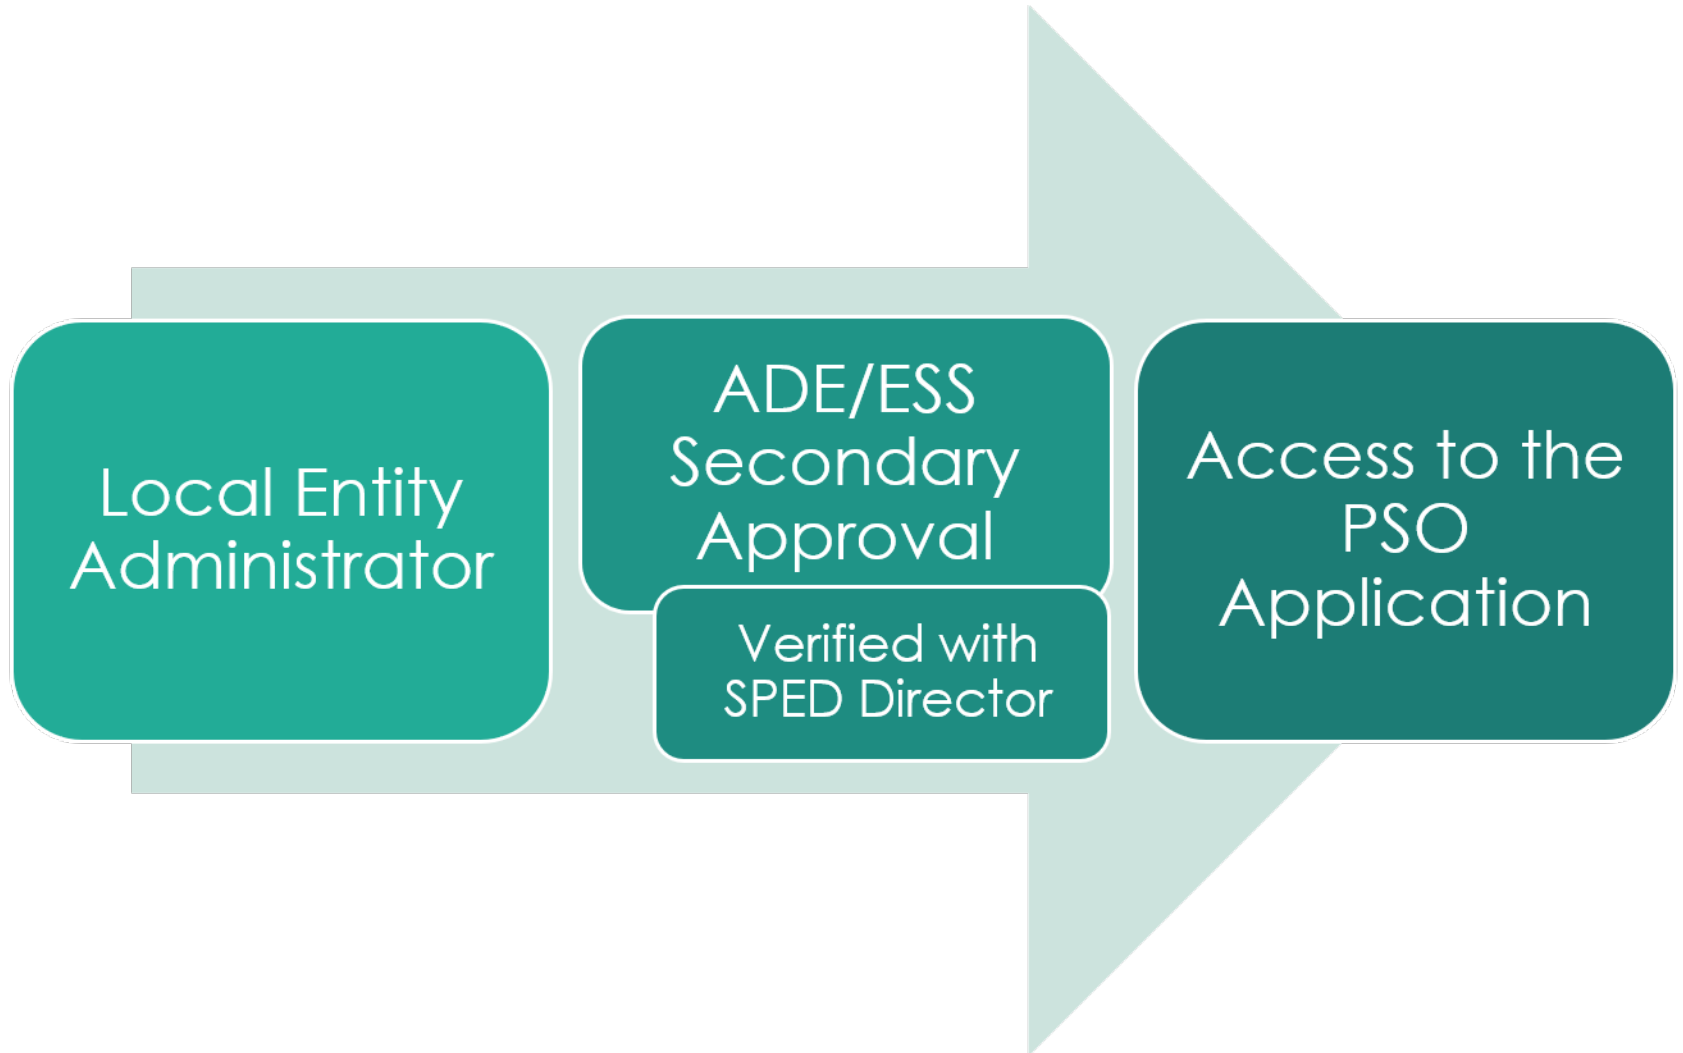 Local Entity
Administrator
ADE/ESS
Secondary
Approval
Verified with
SPED Director
Access to the
PSO
Application